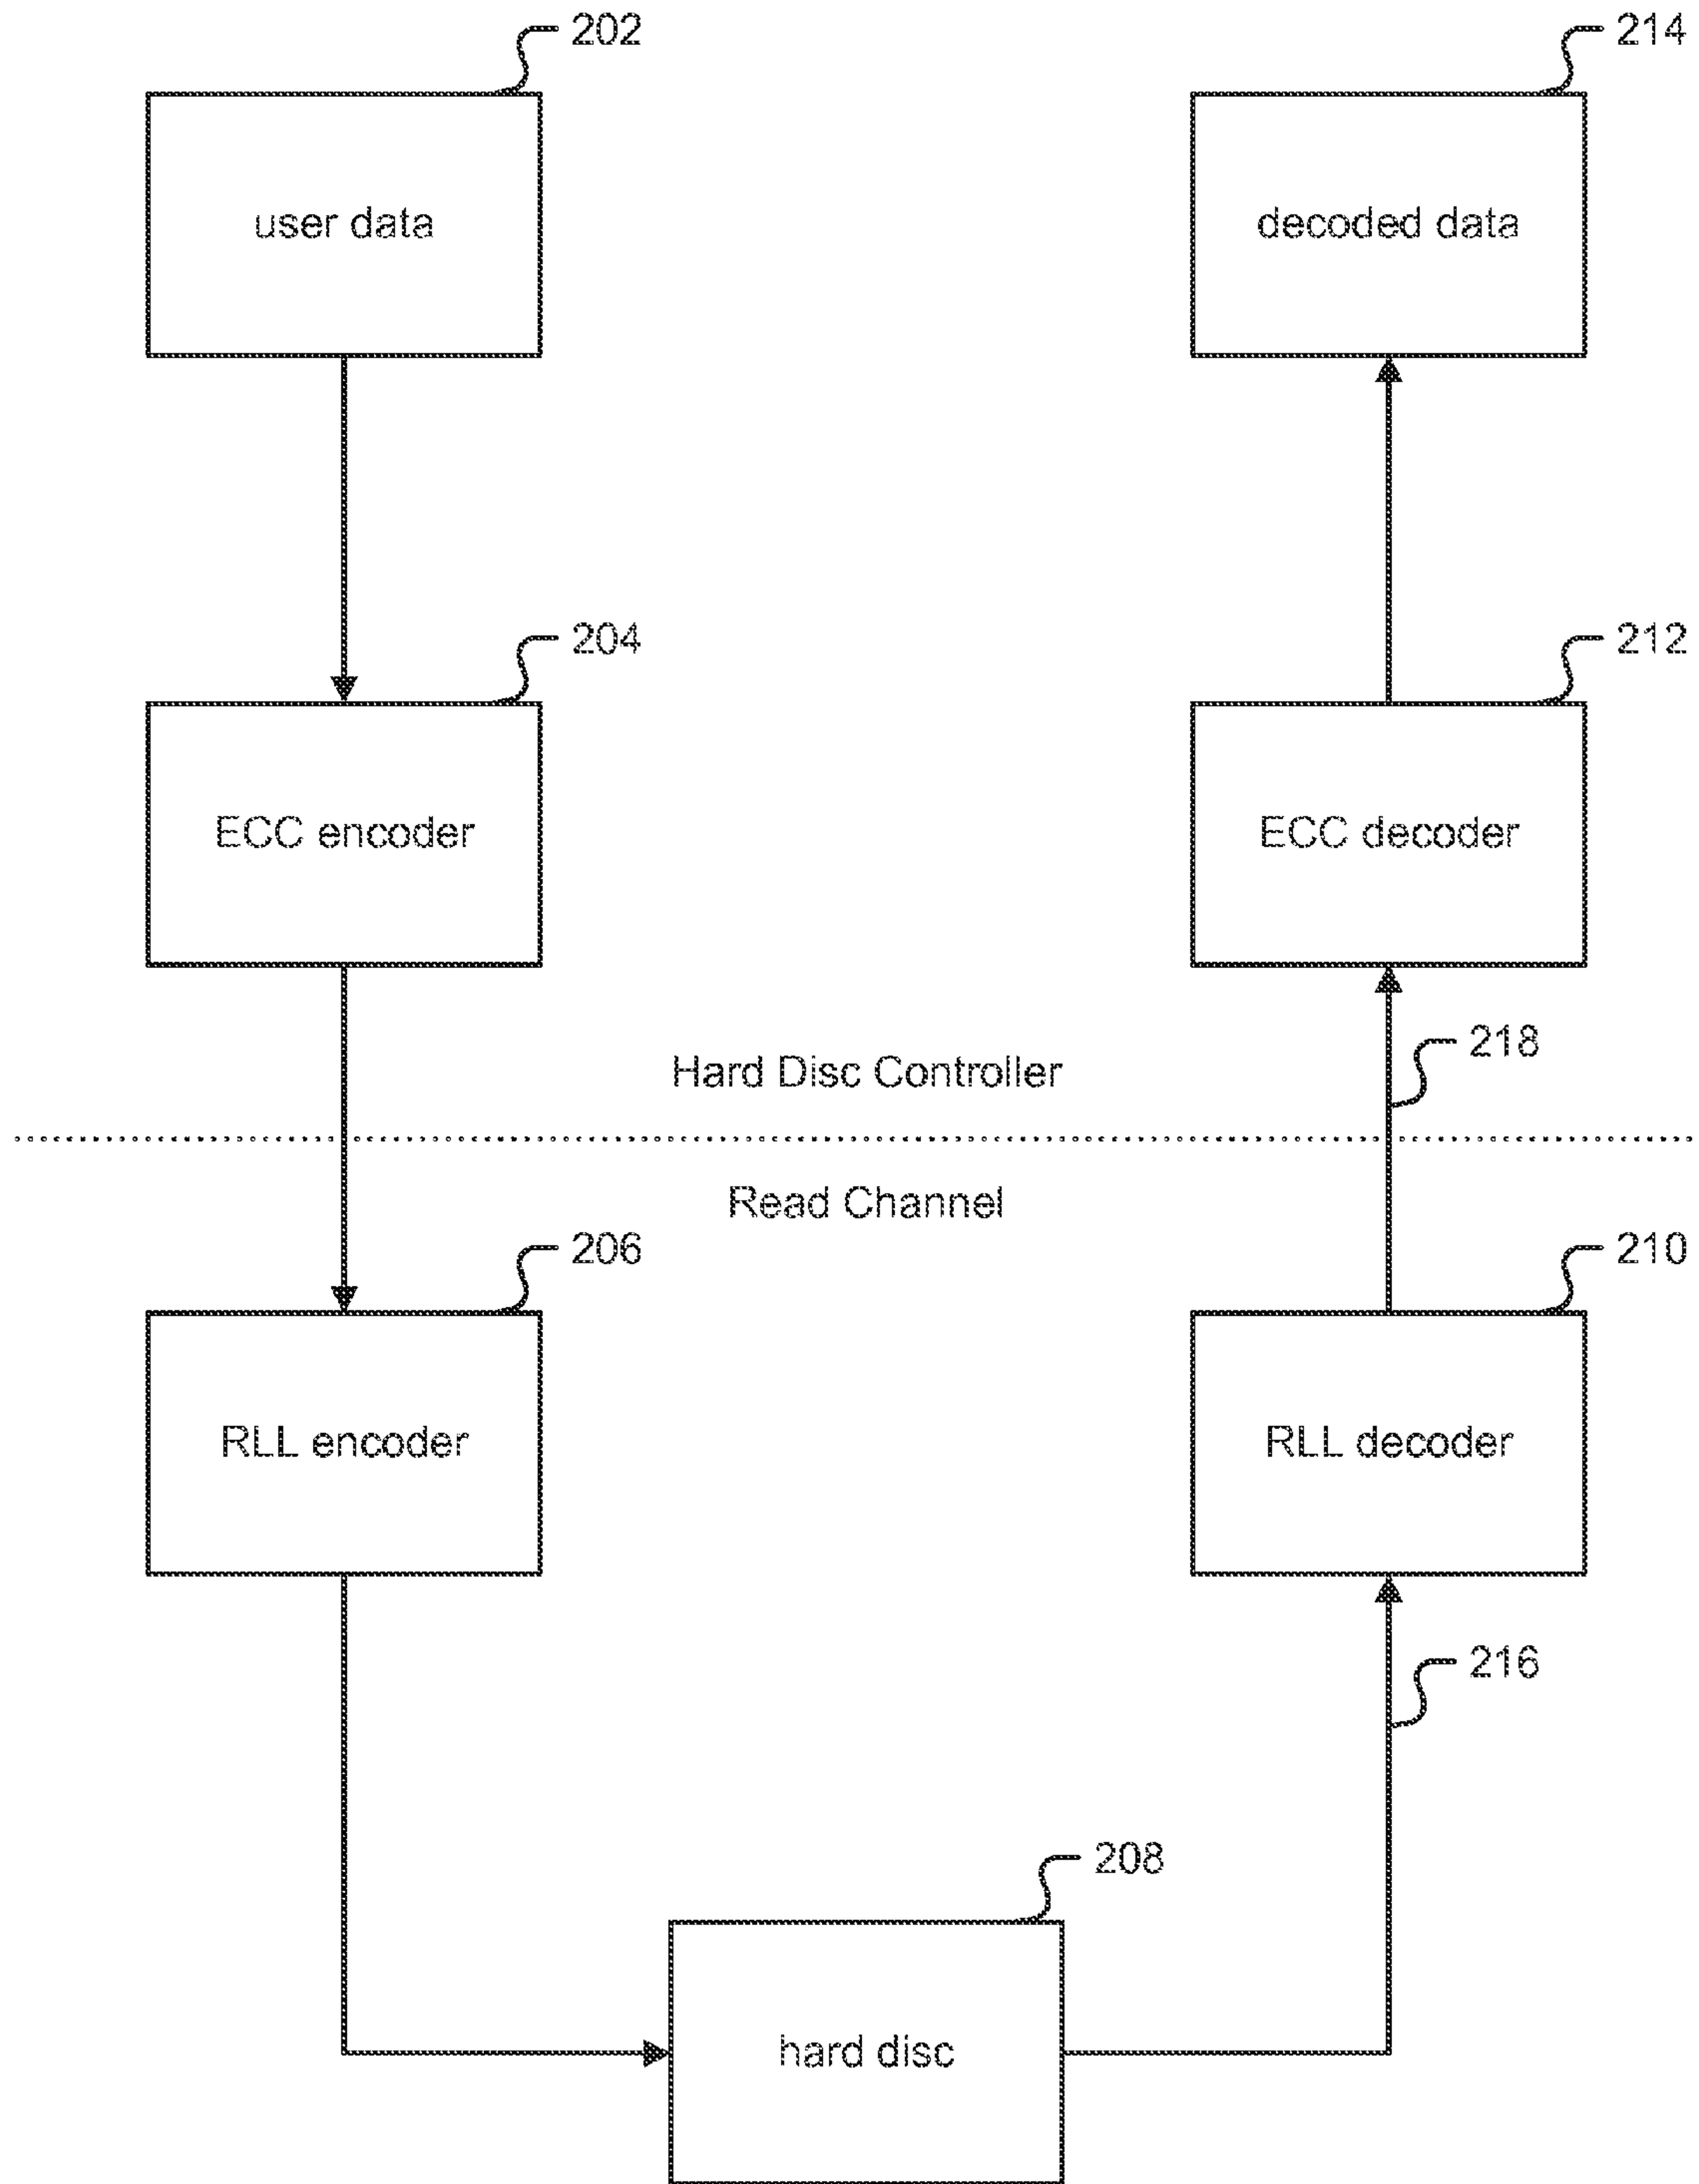 202
214
user data
decoded data
204
212
ECC encoder
ECC decoder
218
Hard Disc Controller
Read Channel
206
210
RLL encoder
RLL decoder
216
208
hard disc